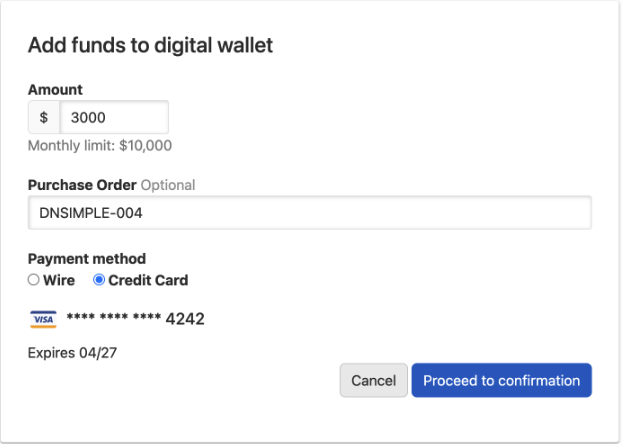 Add funds to digital wallet
Amount
$ 3000
Monthly limit: $10,000
Purchase Order Optional
DNSIMPLE-004
Payment method
Wire Credit Card
VISA **** **** **** 4242
Expires 04/27
Cancel Proceed to confirmation